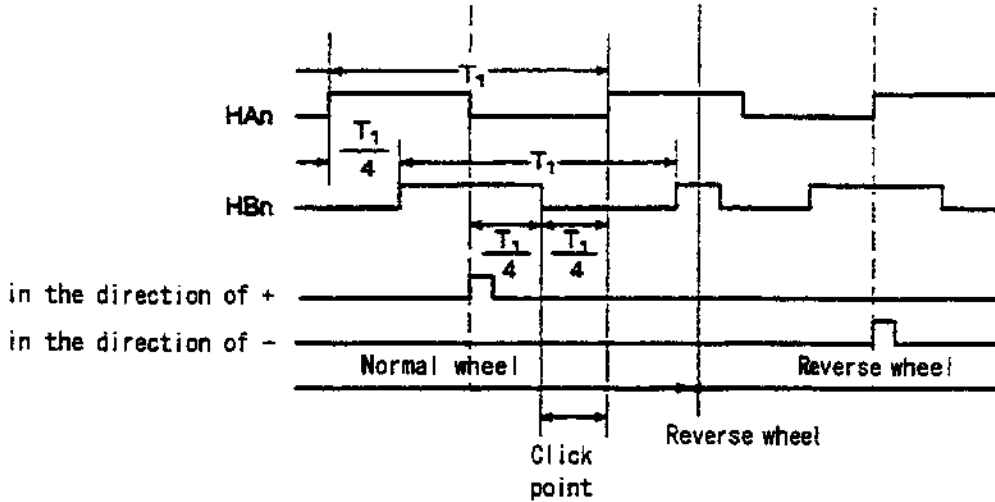 T₁
HAn
T₁
4
T₁
HBn
T₁
4
T₁
4
in the direction of +
in the direction of -
Normal wheel
Reverse wheel
Reverse wheel
Click
point